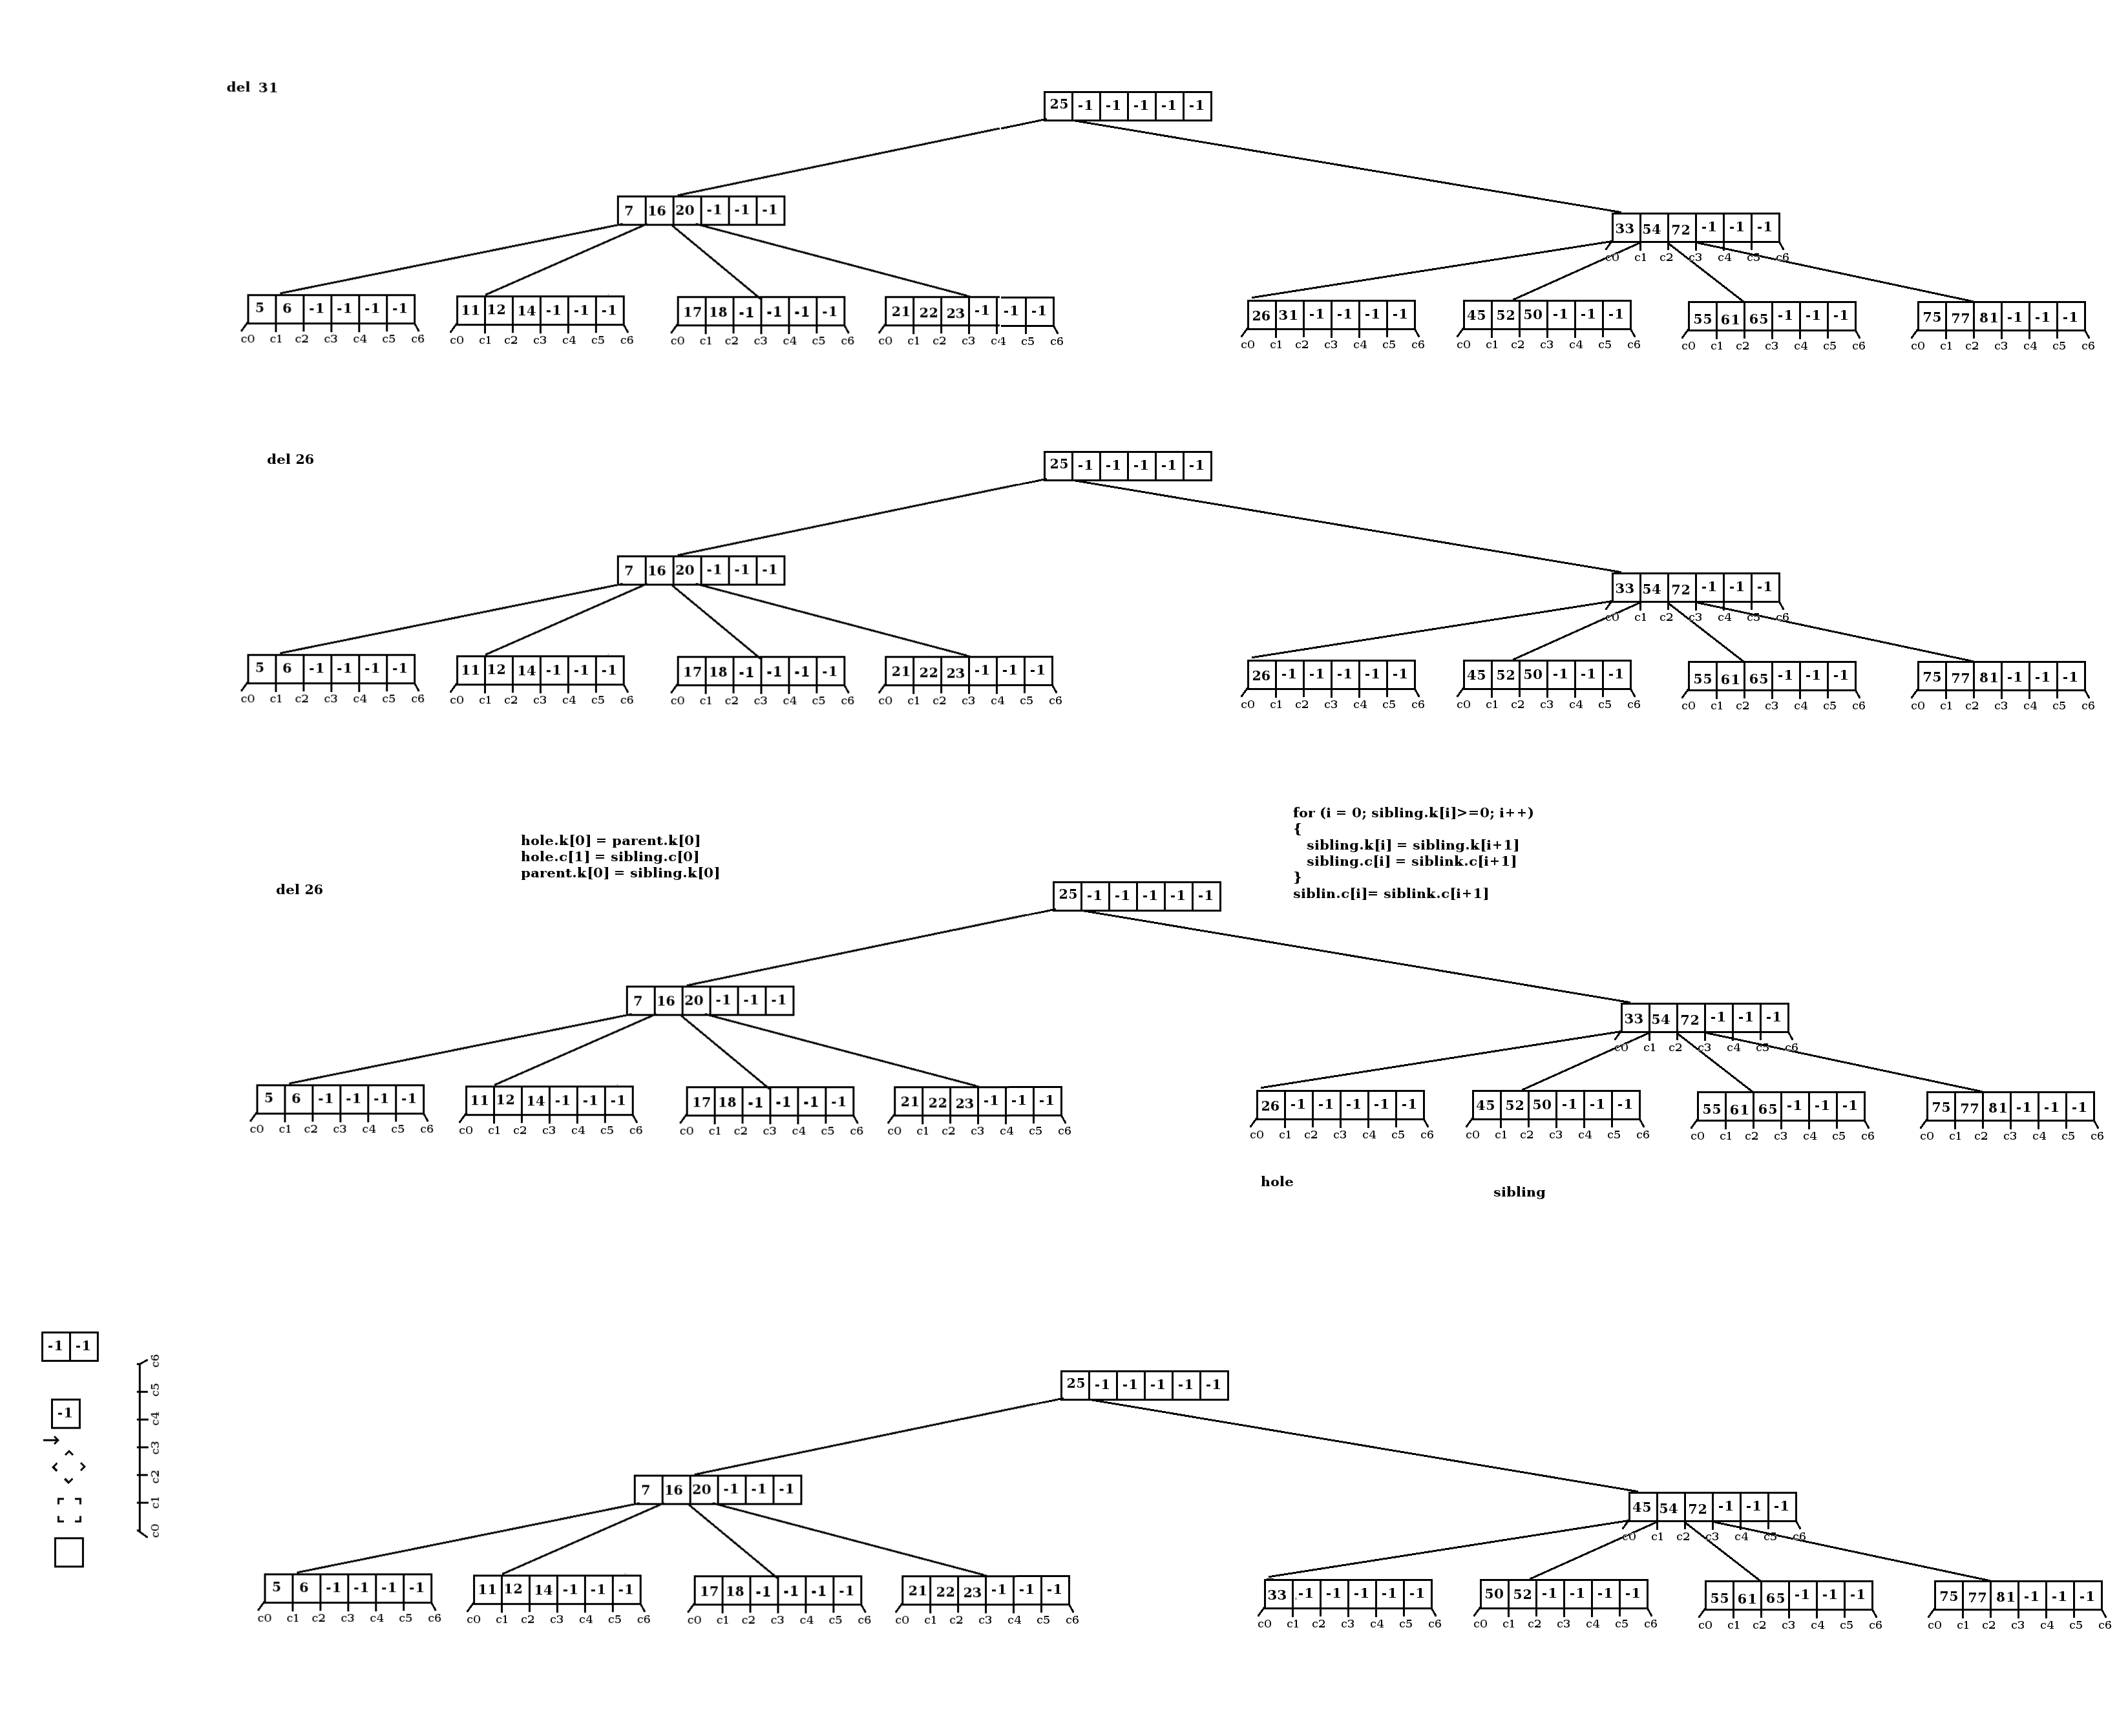 del 31
25 -1 -1 -1 -1 -1
7 16 20 -1 -1 -1
33 54 72 -1 -1 -1
c0 c1 c2 c3 c4 c5 c6
5 6 -1 -1 -1 -1
11 12 14 -1 -1 -1
17 18 -1 -1 -1 -1
21 22 23 -1 -1 -1
26 31 -1 -1 -1 -1
45 52 50 -1 -1 -1
55 61 65 -1 -1 -1
75 77 81 -1 -1 -1
c0 c1 c2 c3 c4 c5 c6
c0 c1 c2 c3 c4 c5 c6
c0 c1 c2 c3 c4 c5 c6
c0 c1 c2 c3 c4 c5 c6
c0 c1 c2 c3 c4 c5 c6
c0 c1 c2 c3 c4 c5 c6
c0 c1 c2 c3 c4 c5 c6
c0 c1 c2 c3 c4 c5 c6
del 26
25 -1 -1 -1 -1 -1
7 16 20 -1 -1 -1
33 54 72 -1 -1 -1
c0 c1 c2 c3 c4 c5 c6
5 6 -1 -1 -1 -1
11 12 14 -1 -1 -1
17 18 -1 -1 -1 -1
21 22 23 -1 -1 -1
26 -1 -1 -1 -1 -1
45 52 50 -1 -1 -1
55 61 65 -1 -1 -1
75 77 81 -1 -1 -1
c0 c1 c2 c3 c4 c5 c6
c0 c1 c2 c3 c4 c5 c6
c0 c1 c2 c3 c4 c5 c6
c0 c1 c2 c3 c4 c5 c6
c0 c1 c2 c3 c4 c5 c6
c0 c1 c2 c3 c4 c5 c6
c0 c1 c2 c3 c4 c5 c6
c0 c1 c2 c3 c4 c5 c6
hole.k[0] = parent.k[0]
hole.c[1] = sibling.c[0]
parent.k[0] = sibling.k[0]
for (i = 0; sibling.k[i]>=0; i++)
{
sibling.k[i] = sibling.k[i+1]
sibling.c[i] = siblink.c[i+1]
}
siblin.c[i]= siblink.c[i+1]
del 26
25 -1 -1 -1 -1 -1
7 16 20 -1 -1 -1
33 54 72 -1 -1 -1
c0 c1 c2 c3 c4 c5 c6
5 6 -1 -1 -1 -1
11 12 14 -1 -1 -1
17 18 -1 -1 -1 -1
21 22 23 -1 -1 -1
26 -1 -1 -1 -1 -1
45 52 50 -1 -1 -1
55 61 65 -1 -1 -1
75 77 81 -1 -1 -1
c0 c1 c2 c3 c4 c5 c6
c0 c1 c2 c3 c4 c5 c6
c0 c1 c2 c3 c4 c5 c6
c0 c1 c2 c3 c4 c5 c6
c0 c1 c2 c3 c4 c5 c6
c0 c1 c2 c3 c4 c5 c6
c0 c1 c2 c3 c4 c5 c6
c0 c1 c2 c3 c4 c5 c6
hole
sibling
-1 -1
-1
c0 c1 c2 c3 c4 c5 c6
25 -1 -1 -1 -1 -1
7 16 20 -1 -1 -1
45 54 72 -1 -1 -1
c0 c1 c2 c3 c4 c5 c6
5 6 -1 -1 -1 -1
11 12 14 -1 -1 -1
17 18 -1 -1 -1 -1
21 22 23 -1 -1 -1
33 -1 -1 -1 -1 -1
50 52 -1 -1 -1 -1
55 61 65 -1 -1 -1
75 77 81 -1 -1 -1
c0 c1 c2 c3 c4 c5 c6
c0 c1 c2 c3 c4 c5 c6
c0 c1 c2 c3 c4 c5 c6
c0 c1 c2 c3 c4 c5 c6
c0 c1 c2 c3 c4 c5 c6
c0 c1 c2 c3 c4 c5 c6
c0 c1 c2 c3 c4 c5 c6
c0 c1 c2 c3 c4 c5 c6